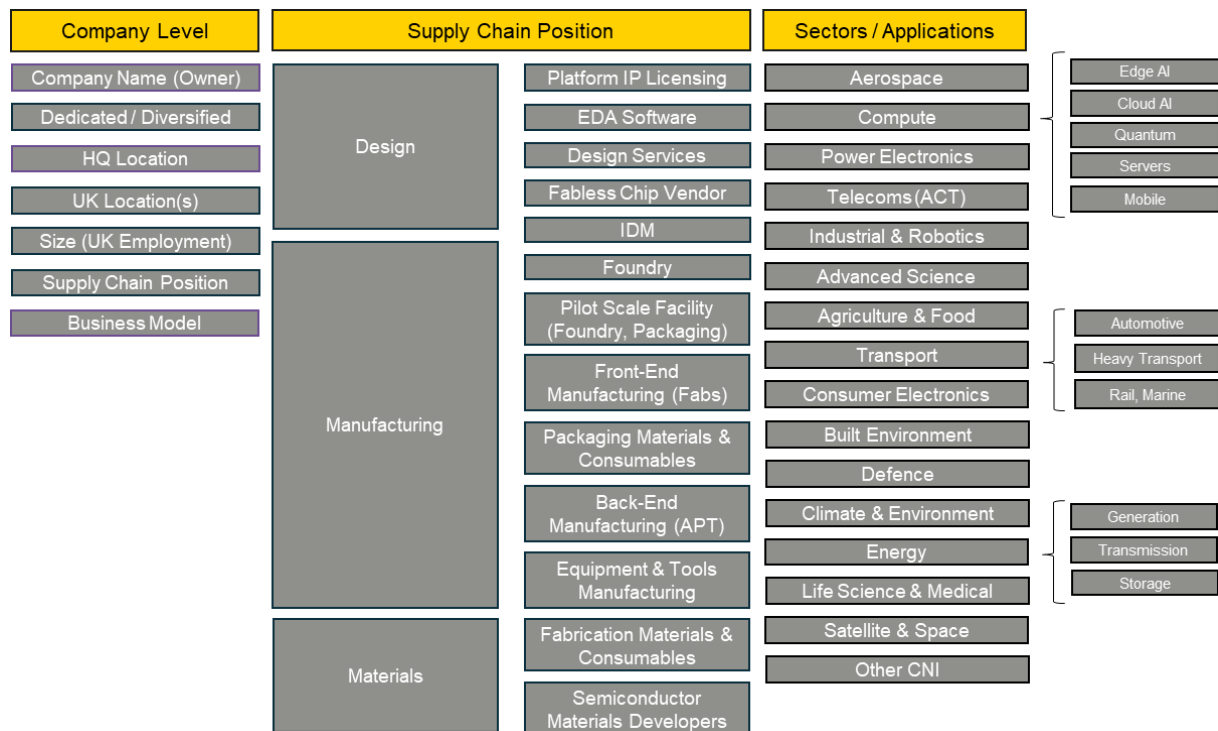 Company Level
Company Name (Owner)
Dedicated / Diversified
HQ Location
UK Location(s)
Size (UK Employment)
Supply Chain Position
Business Model
Supply Chain Position
Design
Manufacturing
Materials
Platform IP Licensing
EDA Software
Design Services
Fabless Chip Vendor
IDM
Foundry
Pilot Scale Facility
(Foundry, Packaging)
Front-End
Manufacturing (Fabs)
Packaging Materials &
Consumables
Back-End
Manufacturing (APT)
Equipment & Tools
Manufacturing
Fabrication Materials &
Consumables
Semiconductor
Materials Developers
Sectors / Applications
Aerospace
Compute
Power Electronics
Telecoms (ACT)
Industrial & Robotics
Advanced Science
Agriculture & Food
Transport
Consumer Electronics
Built Environment
Defence
Climate & Environment
Energy
Life Science & Medical
Satellite & Space
Other CNI
Edge AI
Cloud AI
Quantum
Servers
Mobile
Automotive
Heavy Transport
Rail, Marine
Generation
Transmission
Storage